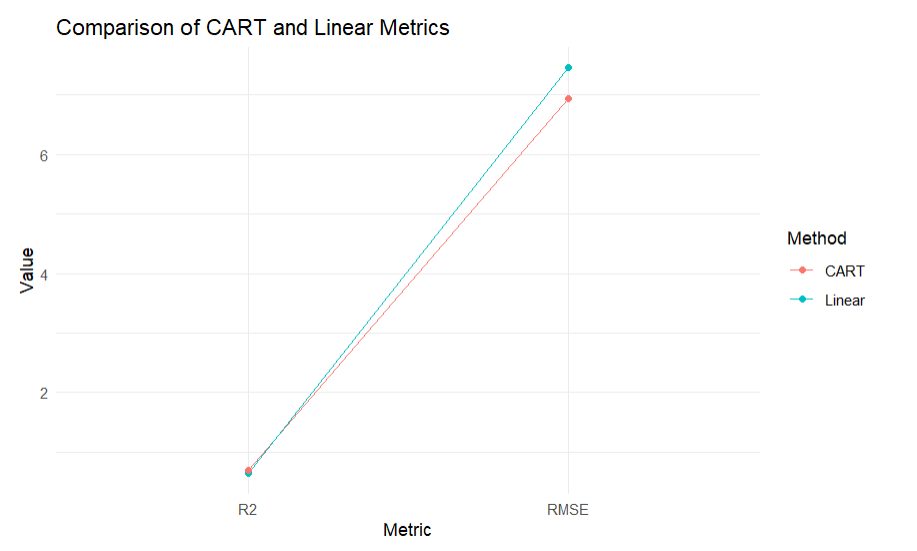 Comparison of CART and Linear Metrics
Value
6
4
2
R2
RMSE
Metric
Method
CART
Linear